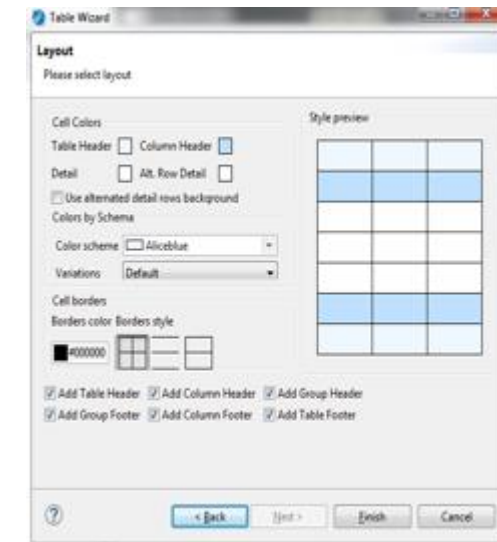 Table Wizard
Layout
Please select layout
Cell Colors
Style preview
Table Header Column Header
Detail Alt. Row Detail
Use alternated detail rows background
Colors by Schema
Color scheme Aliceblue
Variations Default
Cell borders
Borders color Borders style
#000000
Add Table Header Add Column Header Add Group Header
Add Group Footer Add Column Footer Add Table Footer
? < Back Next > Finish Cancel